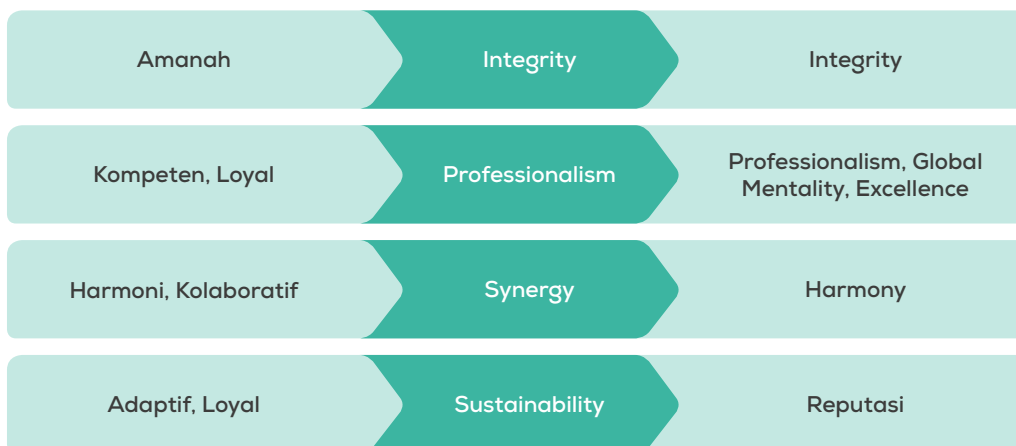 Amanah
Integrity
Integrity
Kompeten, Loyal
Professionalism
Professionalism, Global
Mentality, Excellence
Harmoni, Kolaboratif
Synergy
Harmony
Adaptif, Loyal
Sustainability
Reputasi